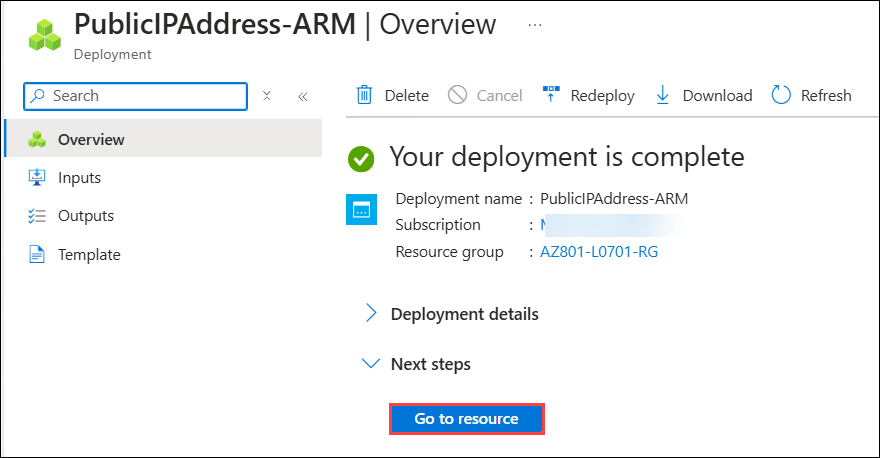 PublicIPAddress-ARM | Overview ...
Deployment
Search
Delete Cancel Redeploy Download Refresh
Overview
Inputs
Outputs
Template
Your deployment is complete
Deployment name : PublicIPAddress-ARM
Subscription :
Resource group : AZ801-L0701-RG
Deployment details
Next steps
Go to resource